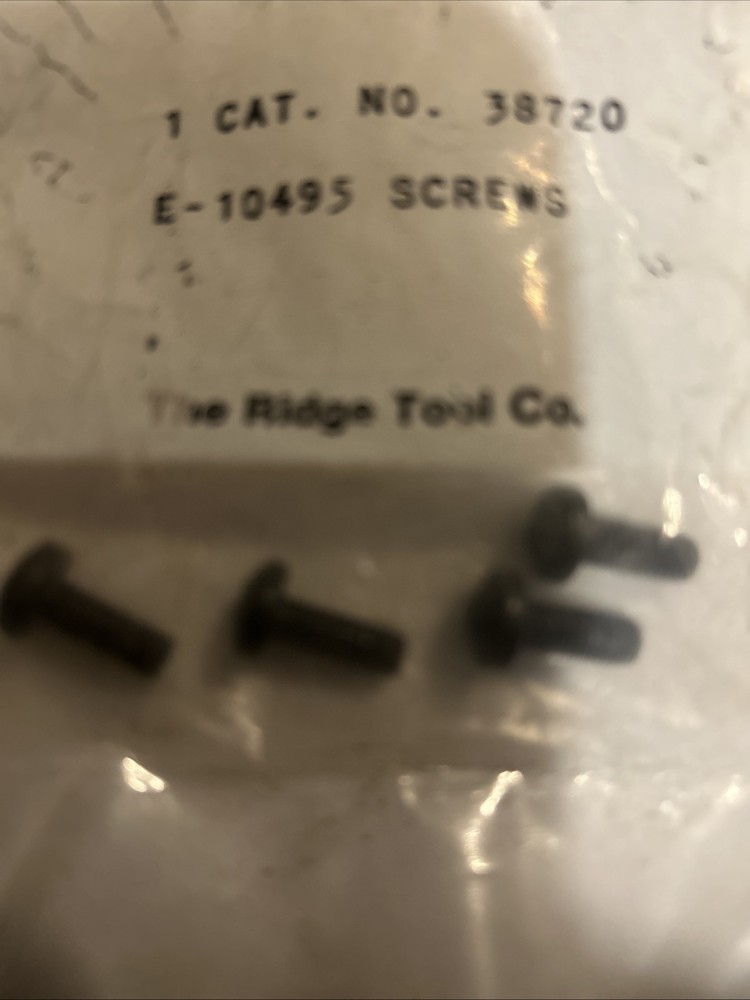 1 CAT. NO. 38720
E-10495 SCREWS
The Ridge Tool Co.